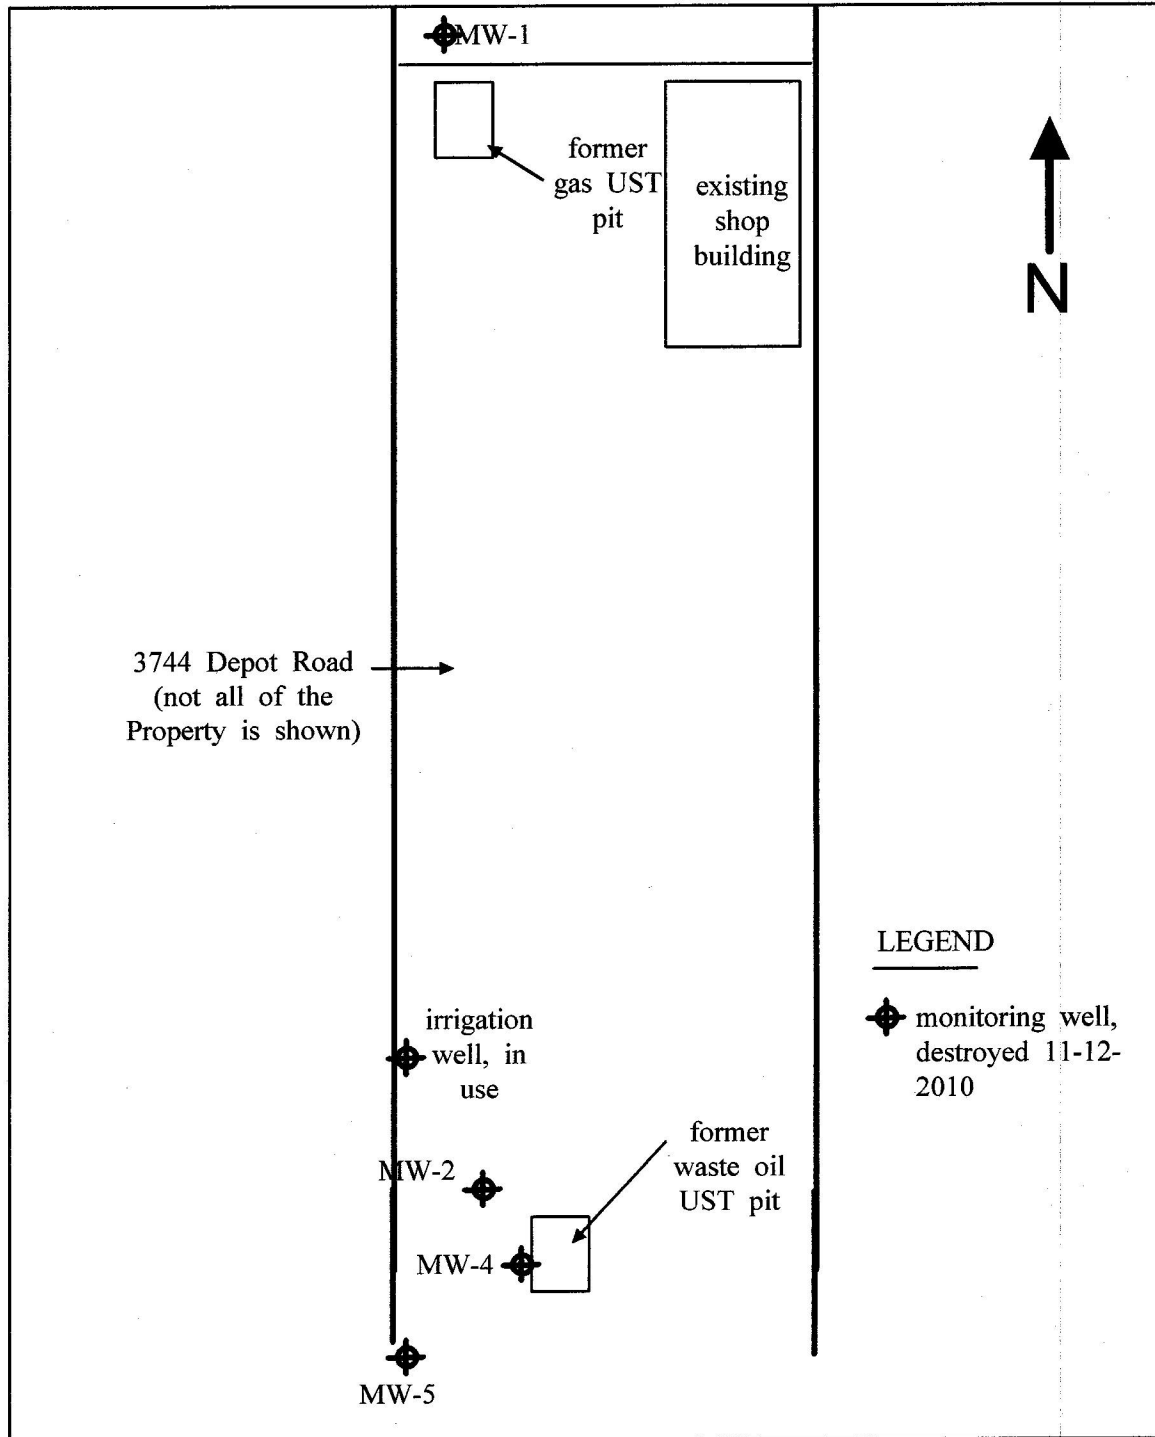 MW-1
former
gas UST
pit
existing
shop
building
N
3744 Depot Road
(not all of the
Property is shown)
LEGEND
monitoring well,
destroyed 11-12-
2010
irrigation
well, in
use
former
waste oil
UST pit
MW-2
MW-4
MW-5